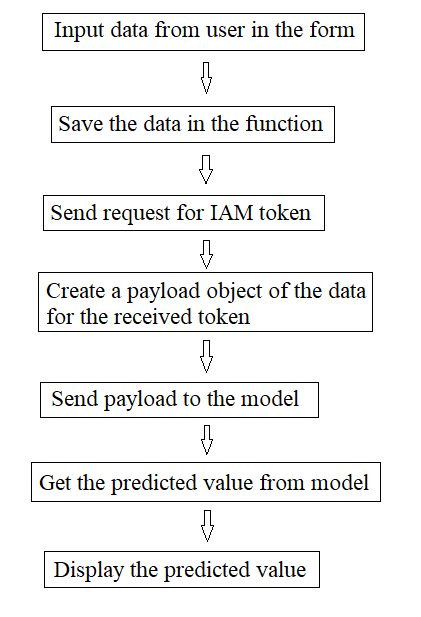 Input data from user in the form
Save the data in the function
Send request for IAM token
Create a payload object of the data
for the received token
Send payload to the model
Get the predicted value from model
Display the predicted value